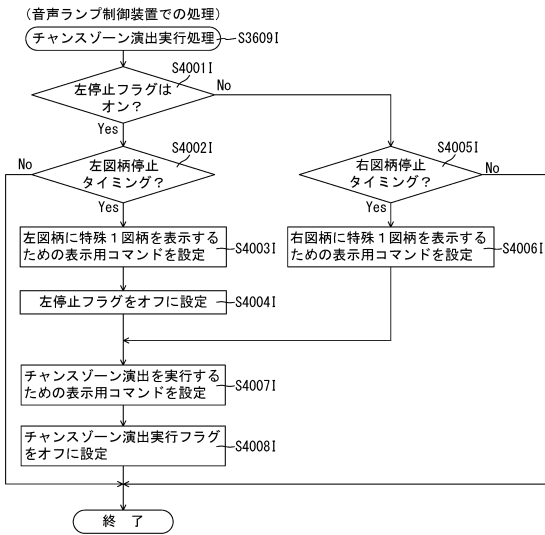 （音声ランプ制御装置での処理）
チャンスゾーン演出実行処理
S3609I
S4001I
左停止フラグは
オン？
No
Yes
S4002I
左図柄停止
タイミング？
No
Yes
S4005I
右図柄停止
タイミング？
No
Yes
左図柄に特殊１図柄を表示する
ための表示用コマンドを設定
S4003I
右図柄に特殊１図柄を表示する
ための表示用コマンドを設定
S4006I
左停止フラグをオフに設定
S4004I
チャンスゾーン演出を実行する
ための表示用コマンドを設定
S4007I
チャンスゾーン演出実行フラグ
をオフに設定
S4008I
終 了